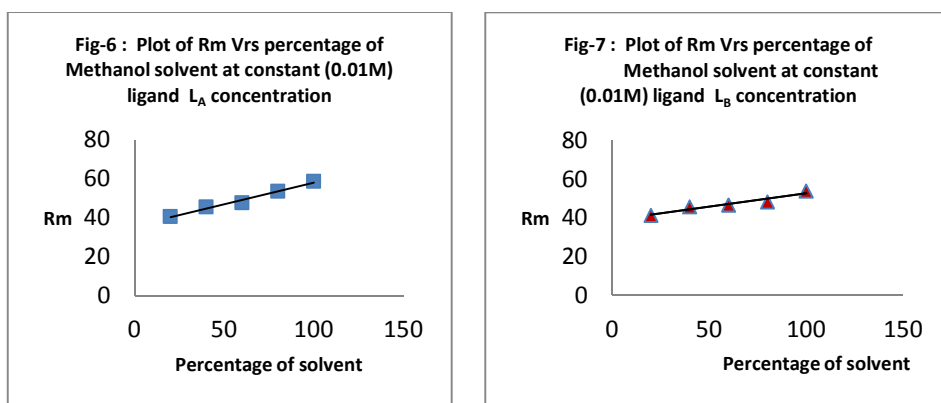 Fig-6 : Plot of Rm Vrs percentage of
Methanol solvent at constant (0.01M)
ligand LA concentration
80
60
Rm 40
20
0
0 50 100 150
Percentage of solvent
Fig-7 : Plot of Rm Vrs percentage of
Methanol solvent at constant
(0.01M) ligand LB concentration
80
60
Rm 40
20
0
0 50 100 150
Percentage of solvent